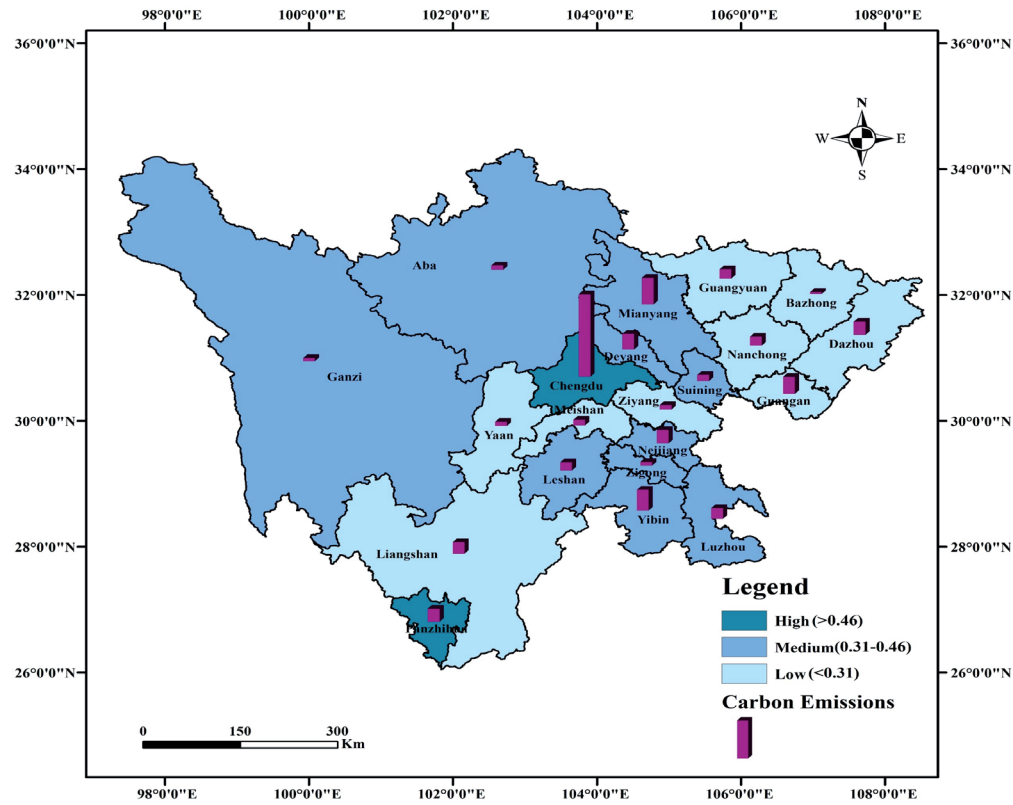 98°0'0"E 100°0'0"E 102°0'0"E 104°0'0"E 106°0'0"E 108°0'0"E
36°0'0"N 36°0'0"N
N
W E
S
34°0'0"N 34°0'0"N
Aba
Guangyuan
32°0'0"N 32°0'0"N
Bazhong
Mianyang
Dazhou
Deyang Nanchong
Ganzi
Chengdu Suining
Ziyang Guangan
Meishan
30°0'0"N 30°0'0"N
Yaan
Neijiang
Zigong
Leshan
Yibin
Luzhou
28°0'0"N Liangshan 28°0'0"N
Legend
High (>0.46)
Panzhihua
Medium(0.31-0.46)
26°0'0"N Low (<0.31) 26°0'0"N
Carbon Emissions
0 150 300
Km
98°0'0"E 100°0'0"E 102°0'0"E 104°0'0"E 106°0'0"E 108°0'0"E